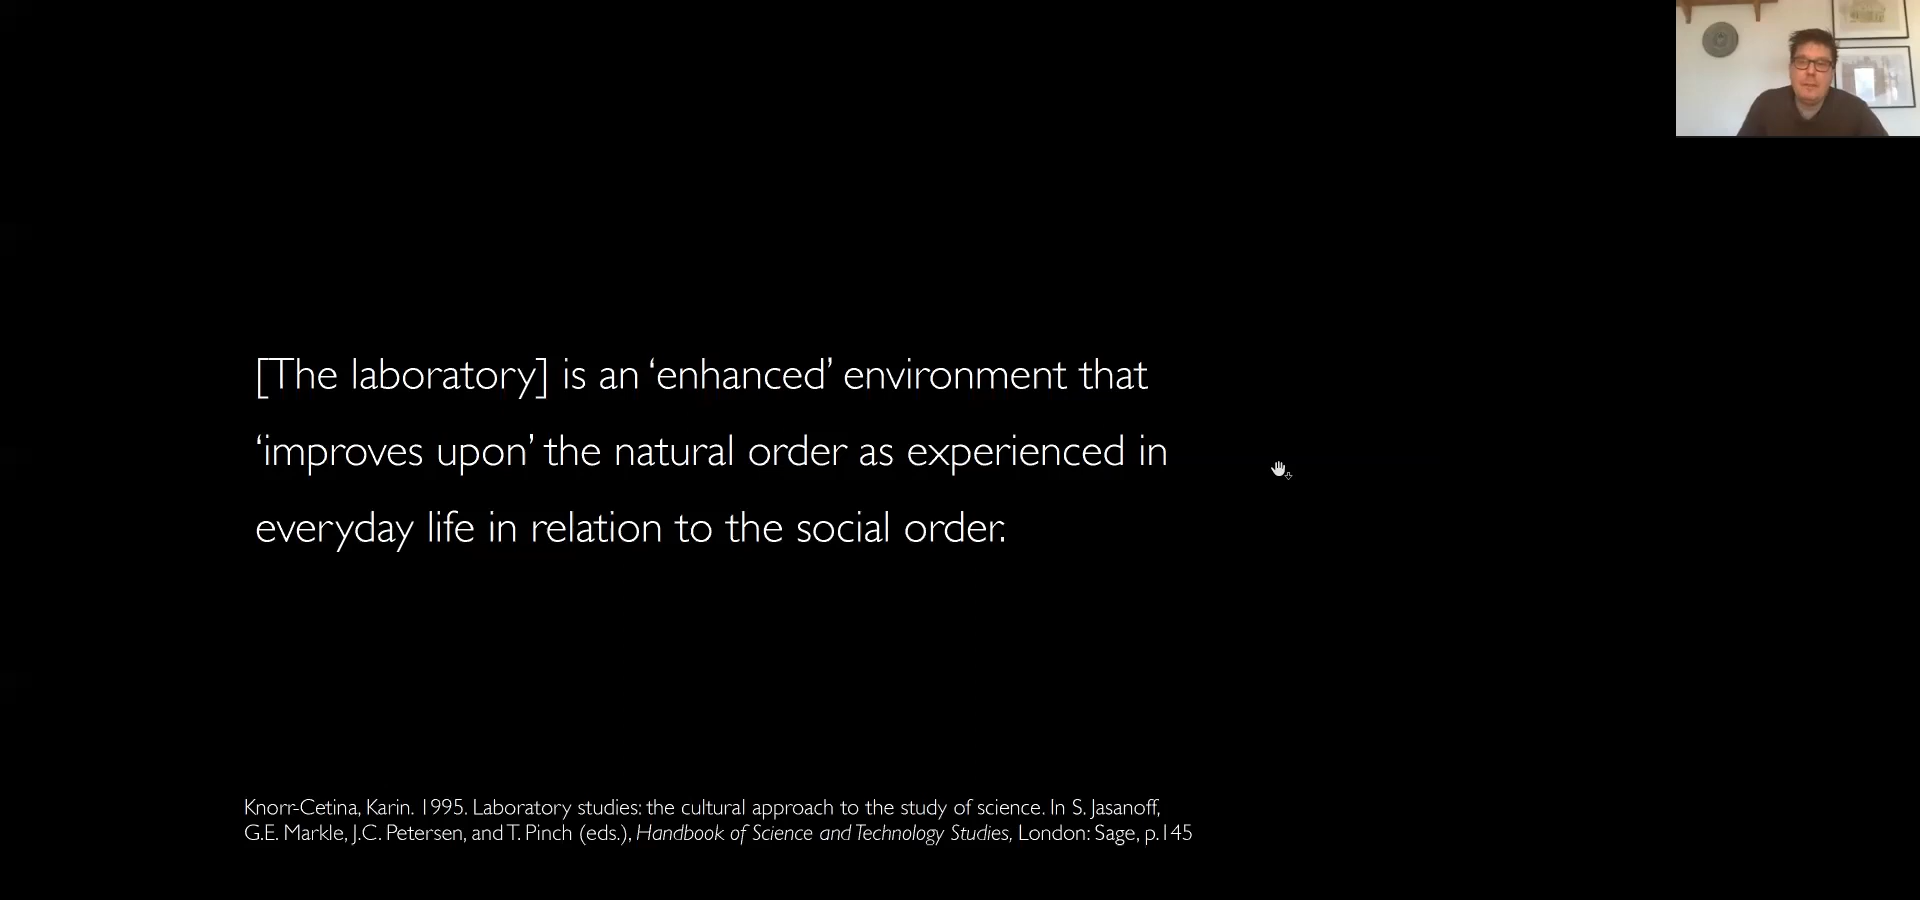 [The laboratory] is an ‘enhanced’ environment that
‘improves upon’ the natural order as experienced in
everyday life in relation to the social order.
Knorr-Cetina, Karin. 1995. Laboratory studies: the cultural approach to the study of science. In S. Jasanoff,
G.E. Markle, J.C. Petersen, and T. Pinch (eds.), Handbook of Science and Technology Studies, London: Sage, p.145